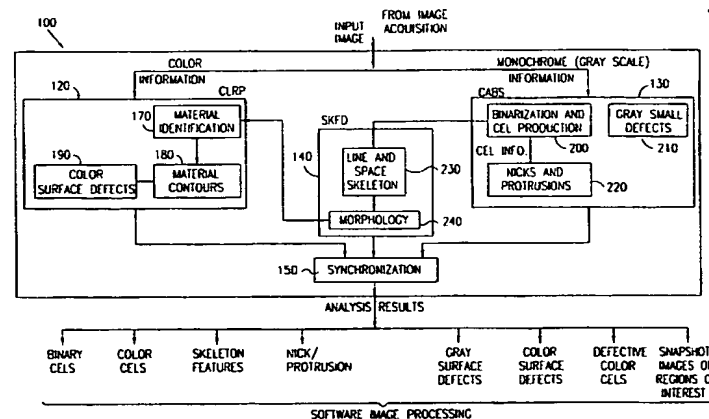 100
FROM IMAGE
ACQUISITION
INPUT
IMAGE
COLOR
INFORMATION
MONOCHROME (GRAY SCALE)
INFORMATION
120
CLRP
170
MATERIAL
IDENTIFICATION
190
COLOR
SURFACE DEFECTS
180
MATERIAL
CONTOURS
SKFD
140
LINE AND
SPACE
SKELETON
230
MORPHOLOGY
240
CABS
130
BINARIZATION AND
CEL PRODUCTION
200
GRAY SMALL
DEFECTS
210
CEL INFO.
NICKS AND
PROTRUSIONS
220
150
SYNCHRONIZATION
ANALYSIS RESULTS
BINARY
CELS
COLOR
CELS
SKELETON
FEATURES
NICK/
PROTRUSION
GRAY
SURFACE
DEFECTS
COLOR
SURFACE
DEFECTS
DEFECTIVE
COLOR
CELS
SNAPSHOT
IMAGES O
REGIONS O
INTEREST
SOFTWARE IMAGE PROCESSING